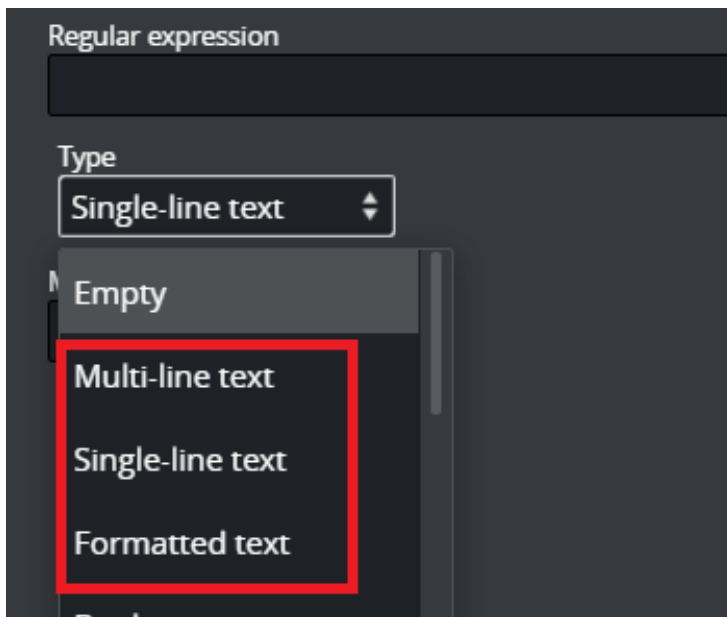 Regular expression
Type
Single-line text
Empty
Multi-line text
Single-line text
Formatted text